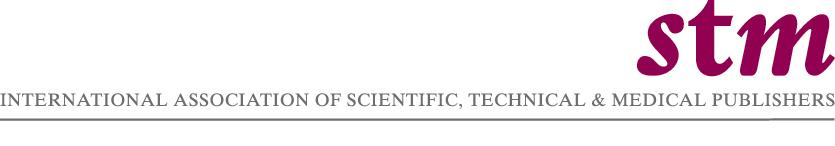 stm
INTERNATIONAL ASSOCIATION OF SCIENTIFIC, TECHNICAL & MEDICAL PUBLISHERS